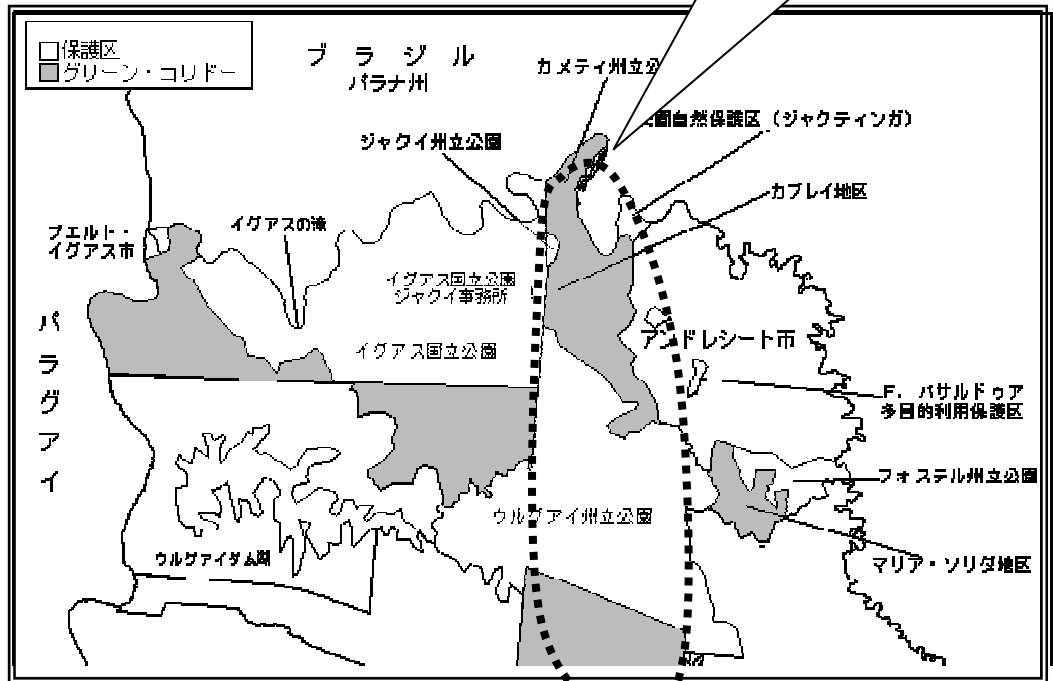 保護区
グリーン・コリドー
ブラジル
パラナ州
カメティ州立公
自然保護区(ジャクティンガ)
ジャクイ州立公園
カブレイ地区
プエルト・
イグアス市
イグアスの滝
イグアス国立公園
ジャクイ事務所
イグアス国立公園
アンドレシート市
パラグアイ
F. バサルドゥア
多目的利用保護区
フォステル州立公園
ウルグアイ州立公園
ウルグアイダム湖
マリア・ソリダ地区